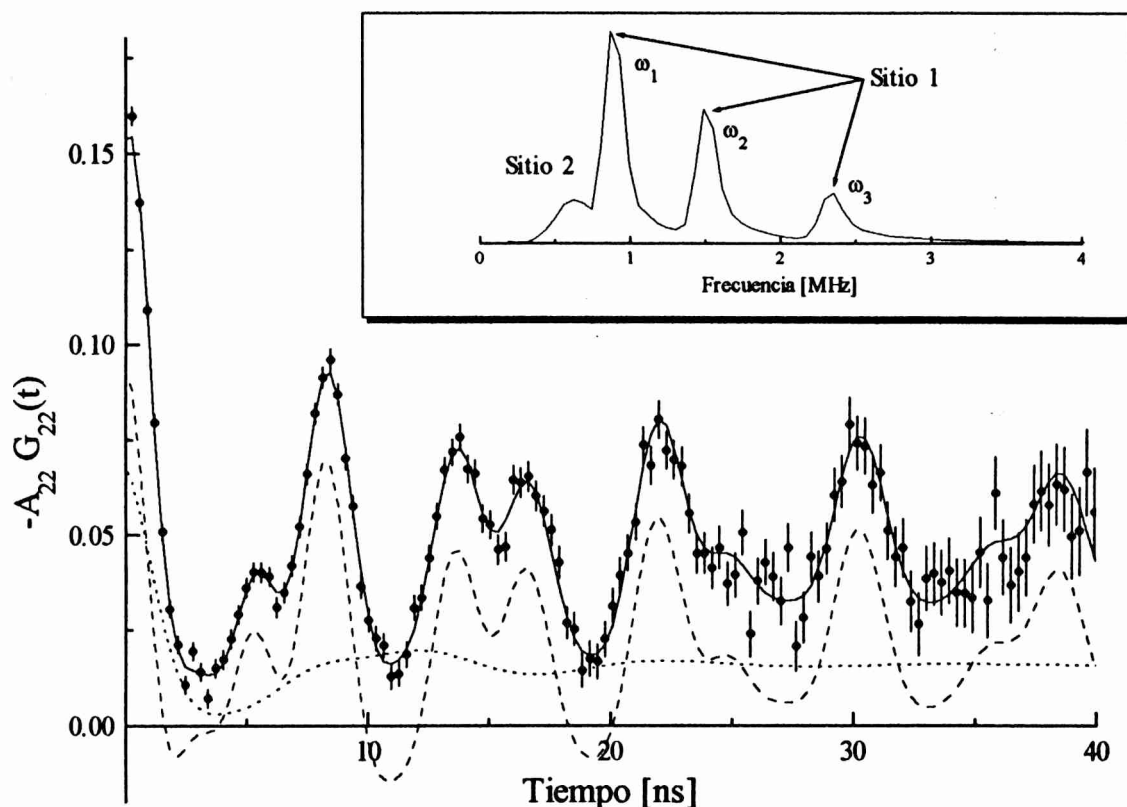 Sitio 1
ω1
ω2
Sitio 2
ω3
0 1 2 3 4
Frecuencia [MHz]
0.15
0.10
0.05
0.00
-A22 G22(t)
10 20 30 40
Tiempo [ns]